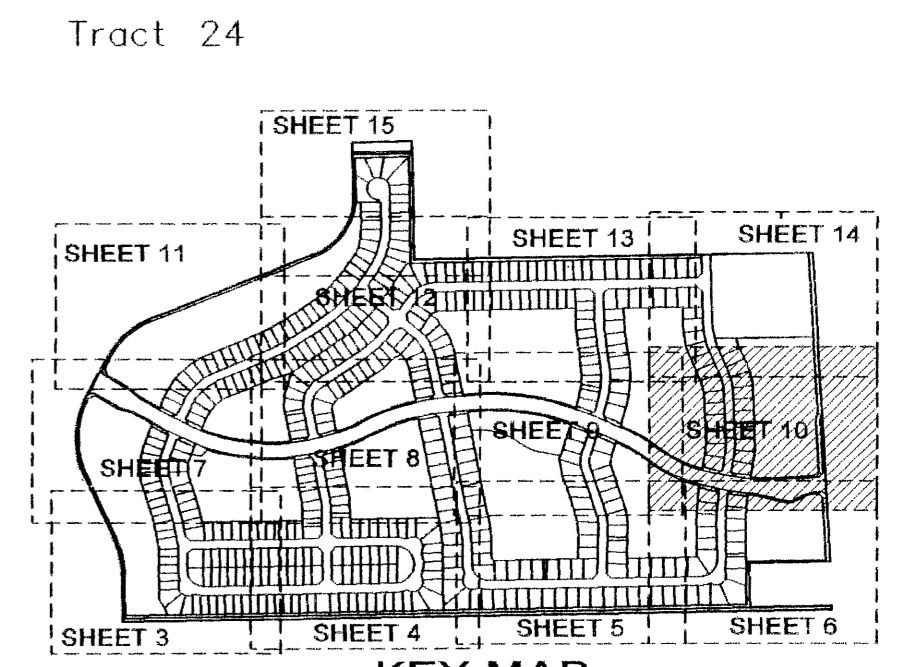 Tract 24
SHEET 15
SHEET 14
SHEET 13
SHEET 11
SHEET 12
SHEET 10
SHEET 9
SHEET 8
SHEET 7
SHEET 6
SHEET 5
SHEET 4
SHEET 3
KEY MAP